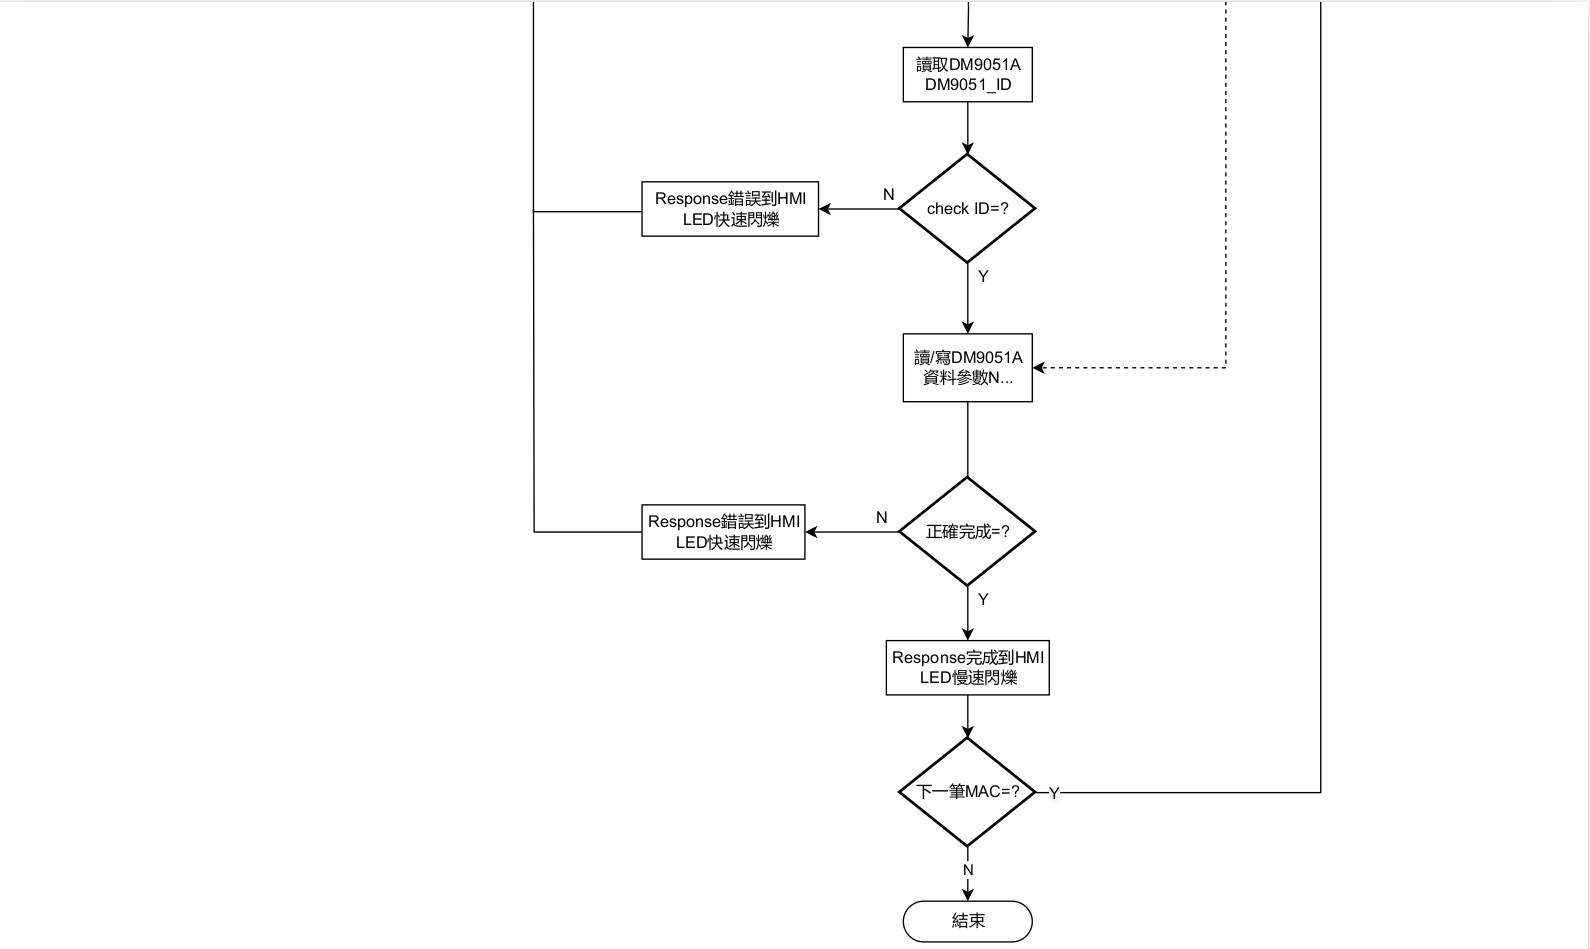 讀取DM9051A
DM9051_ID
Response錯誤到HMI
LED快速閃爍
N
check ID=?
Y
讀/寫DM9051A
資料參數N...
Response錯誤到HMI
LED快速閃爍
N
正確完成=?
Y
Response完成到HMI
LED慢速閃爍
下一筆MAC=?
Y
N
結束